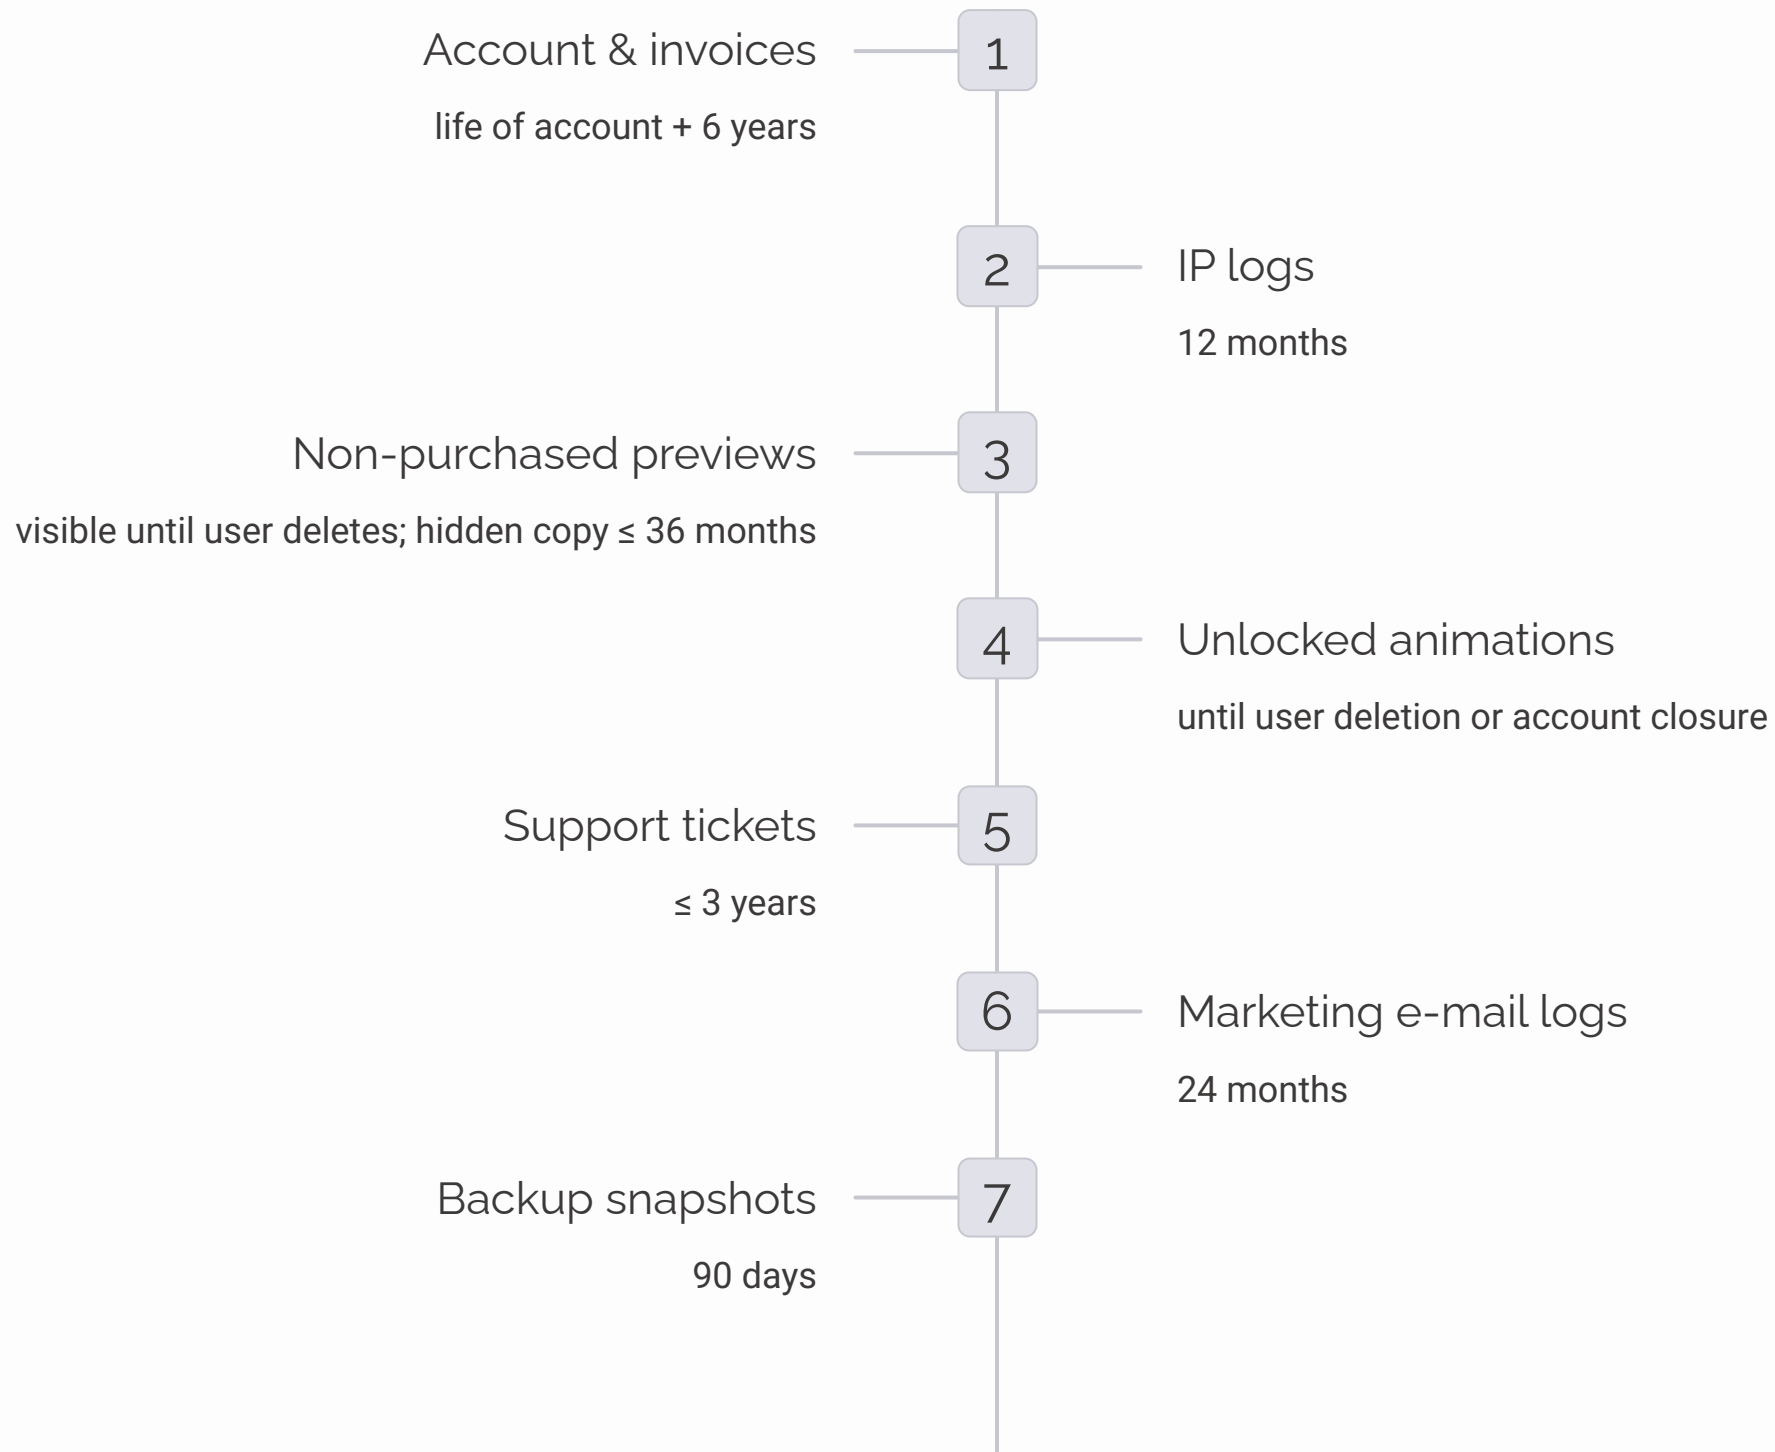 Account & invoices
1
life of account + 6 years
2
IP logs
12 months
Non-purchased previews
3
visible until user deletes; hidden copy ≤ 36 months
4
Unlocked animations
until user deletion or account closure
Support tickets
5
≤ 3 years
6
Marketing e-mail logs
24 months
Backup snapshots
7
90 days